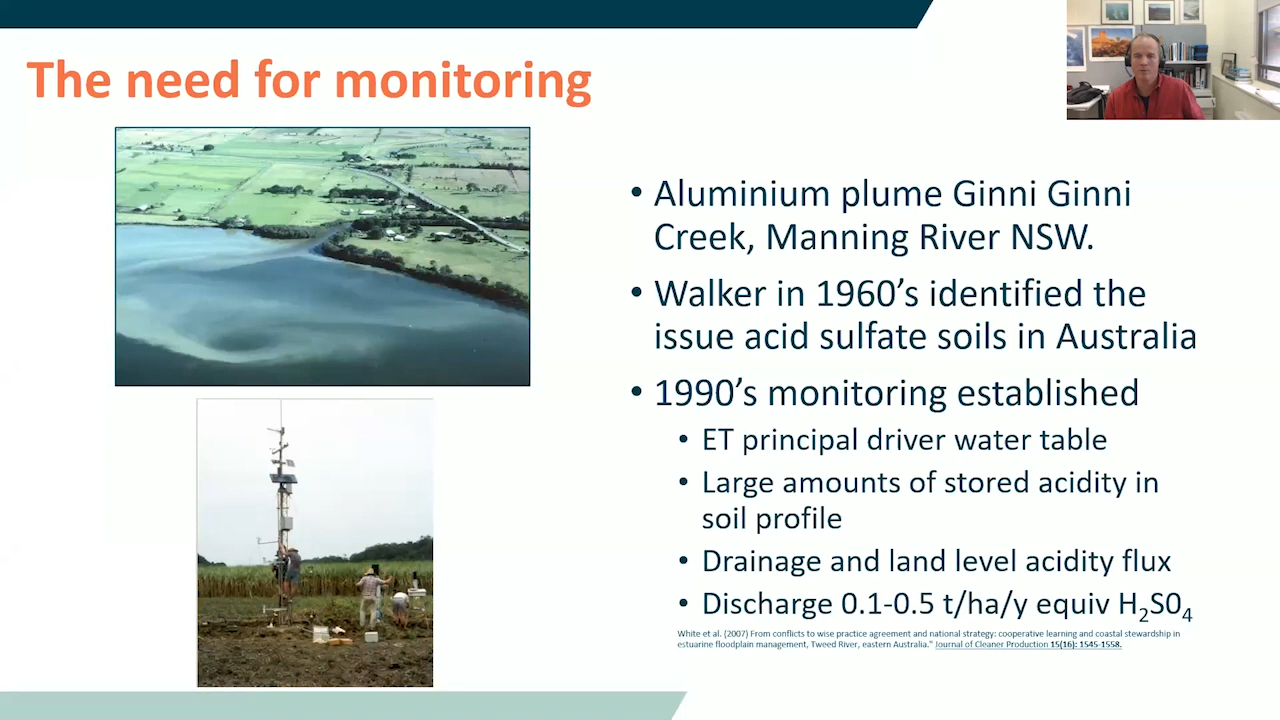 The need for monitoring
• Aluminium plume Ginni Ginni
Creek, Manning River NSW.
• Walker in 1960’s identified the
issue acid sulfate soils in Australia
• 1990’s monitoring established
• ET principal driver water table
• Large amounts of stored acidity in
soil profile
• Drainage and land level acidity flux
• Discharge 0.1-0.5 t/ha/y equiv H₂S0₄
White et al. (2007) From conflicts to wise practice agreement and national strategy: cooperative learning and coastal stewardship in
estuarine floodplain management, Tweed River, eastern Australia." Journal of Cleaner Production 15(16): 1545-1558.